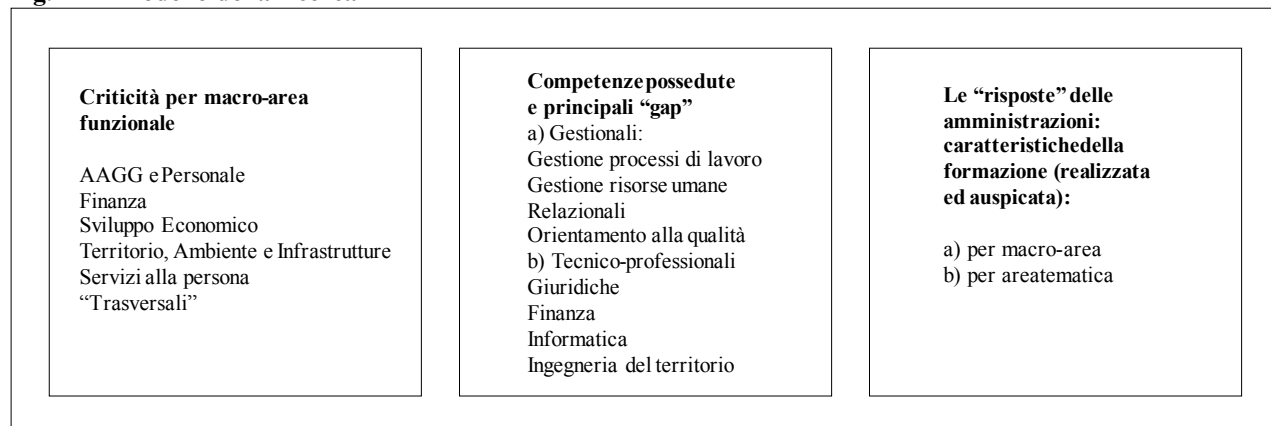 Criticità per macro-area
funzionale
AAGG e Personale
Finanza
Sviluppo Economico
Territorio, Ambiente e Infrastrutture
Servizi alla persona
“Trasversali”
Competenze possedute
e principali “gap”
a) Gestionali:
Gestione processi di lavoro
Gestione risorse umane
Relazionali
Orientamento alla qualità
b) Tecnico-professionali
Giuridiche
Finanza
Informatica
Ingegneria del territorio
Le “risposte” delle
amministrazioni:
caratteristiche della
formazione (realizzata
ed auspicata):
a) per macro-area
b) per area tematica